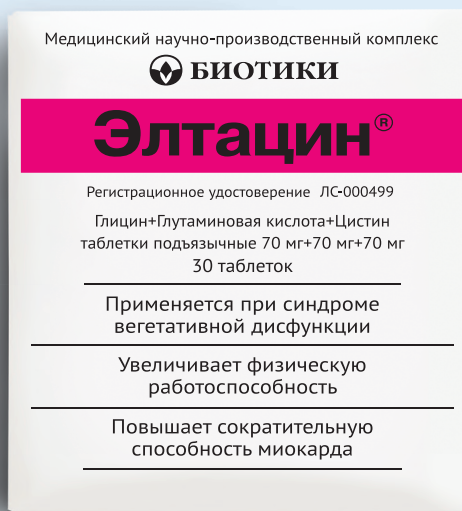 Медицинский научно-производственный комплекс
БИОТИКИ
Элтацин®
Регистрационное удостоверение ЛС-000499
Глицин+Глутаминовая кислота+Цистин
таблетки подъязычные 70 мг+70 мг+70 мг
30 таблеток
Применяется при синдроме
вегетативной дисфункции
Увеличивает физическую
работоспособность
Повышает сократительную
способность миокарда